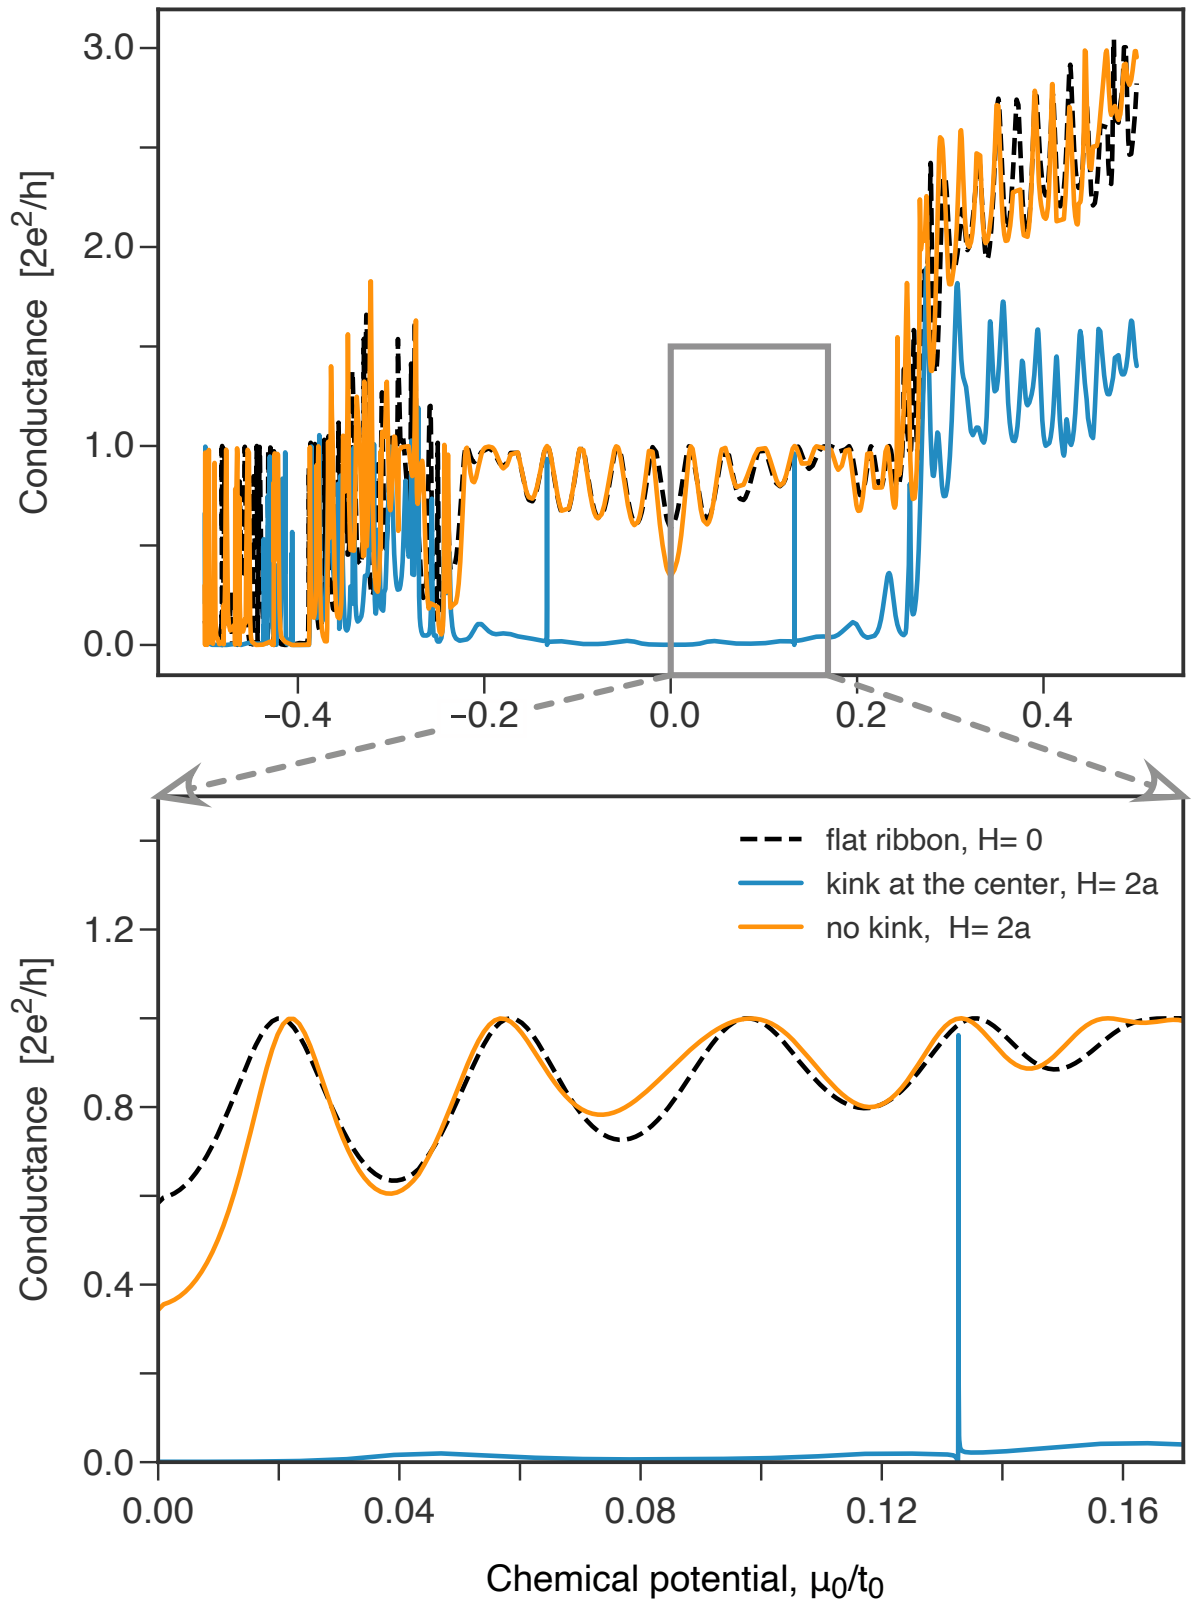 3.0
2.0
1.0
0.0
Conductance [2e²/h]
−0.4 −0.2 0.0 0.2 0.4
flat ribbon, H= 0
kink at the center, H= 2a
no kink, H= 2a
1.2
0.8
0.4
0.0
Conductance [2e²/h]
0.00 0.04 0.08 0.12 0.16
Chemical potential, μ₀/t₀